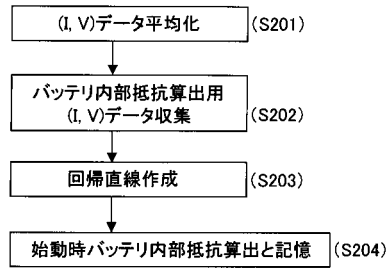 (I, V)データ平均化 (S201)
バッテリ内部抵抗算出用
(I, V)データ収集 (S202)
回帰直線作成 (S203)
始動時バッテリ内部抵抗算出と記憶 (S204)